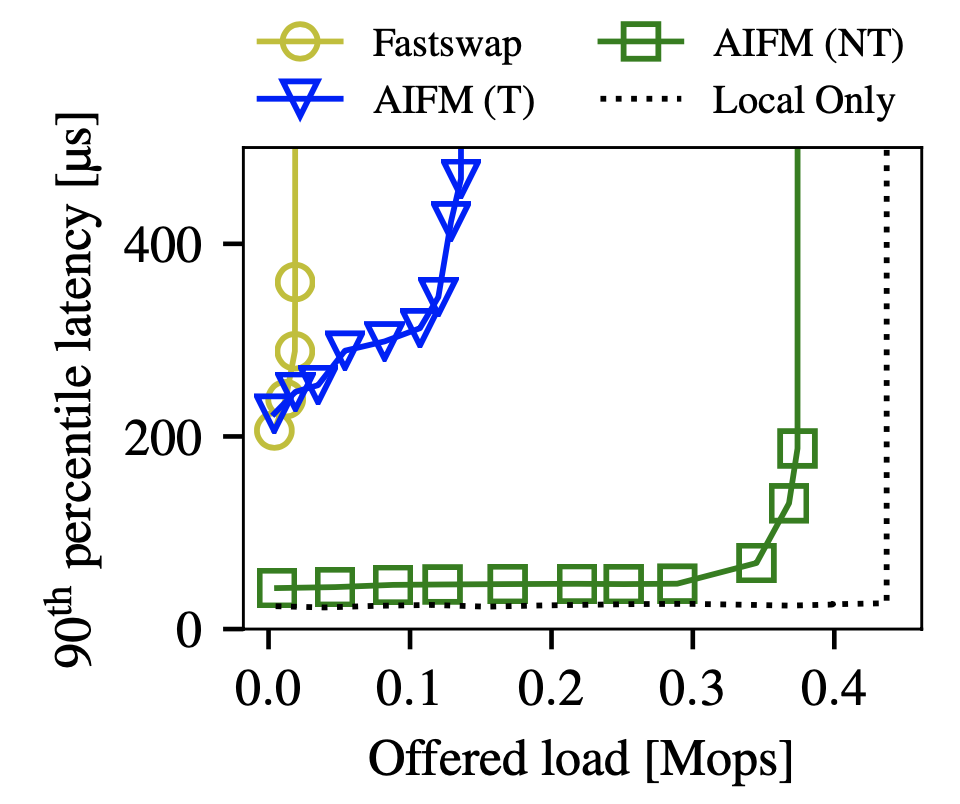 Fastswap
AIFM (NT)
AIFM (T)
Local Only
90th percentile latency [μs]
400
200
0
0.0
0.1
0.2
0.3
0.4
Offered load [Mops]